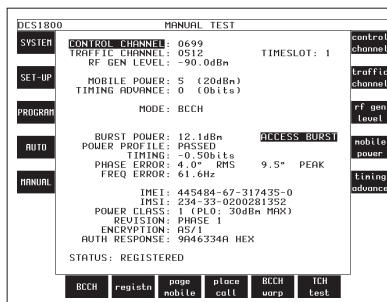 DCS1800 MANUAL TEST
SYSTEM
SET-UP
PROGRAM
AUTO
MANUAL
CONTROL CHANNEL: 0699
TRAFFIC CHANNEL: 0512 TIMESLOT: 1
RF GEN LEVEL: -90.0dBm
MOBILE POWER: 5 (20dBm)
TIMING ADVANCE: 0 (0bits)
MODE: BCCH
BURST POWER: 12.1dBm ACCESS BURST
POWER PROFILE: PASSED
TIMING: -0.50bits
PHASE ERROR: 4.0° RMS 9.5° PEAK
FREQ ERROR: 61.6Hz
IMEI: 445484-67-317435-0
IMSI: 234-33-0200281352
POWER CLASS: 1 (PL0: 30dBm MAX)
REVISION: PHASE 1
ENCRYPTION: A5/1
AUTH RESPONSE: 9A46334A HEX
STATUS: REGISTERED
control channel
traffic channel
rf gen level
mobile power
timing advance
BCCH
registn
page mobile
place call
BCCH warp
TCH test